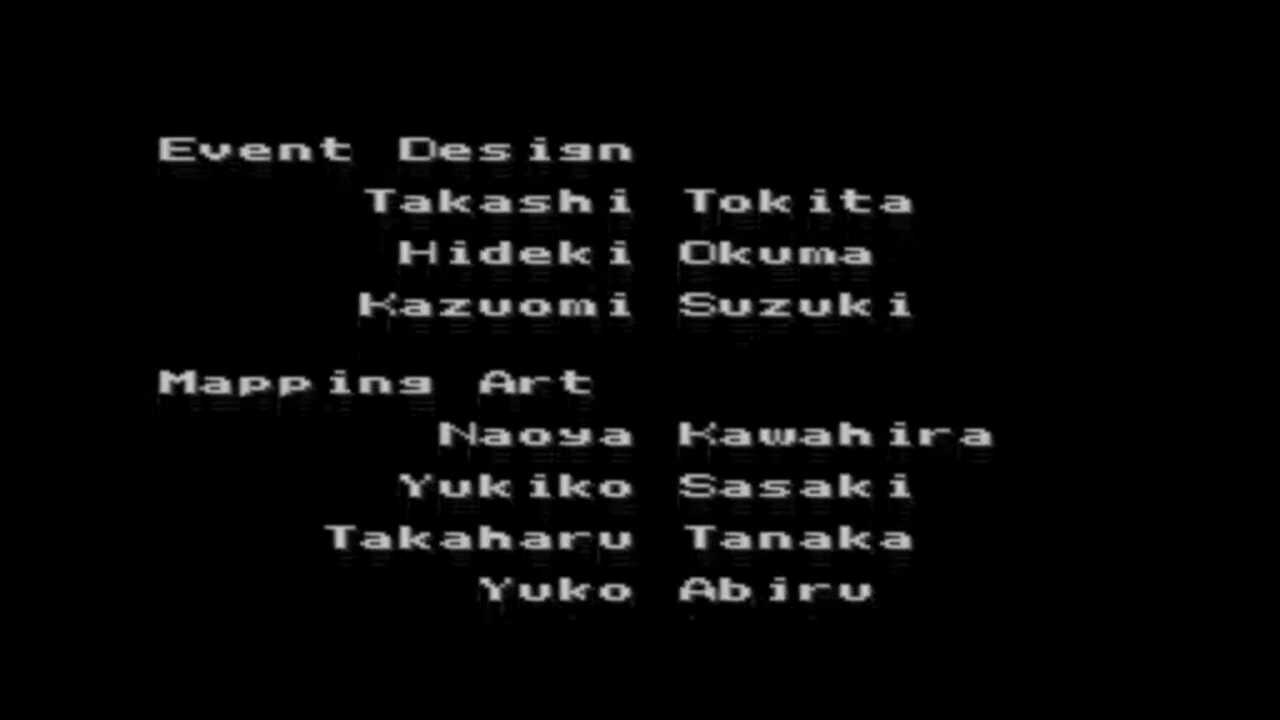 Event Design
Takashi Tokita
Hideki Okuma
Kazuomi Suzuki
Mapping Art
Naoya Kawahira
Yukiko Sasaki
Takaharu Tanaka
Yuko Abiru